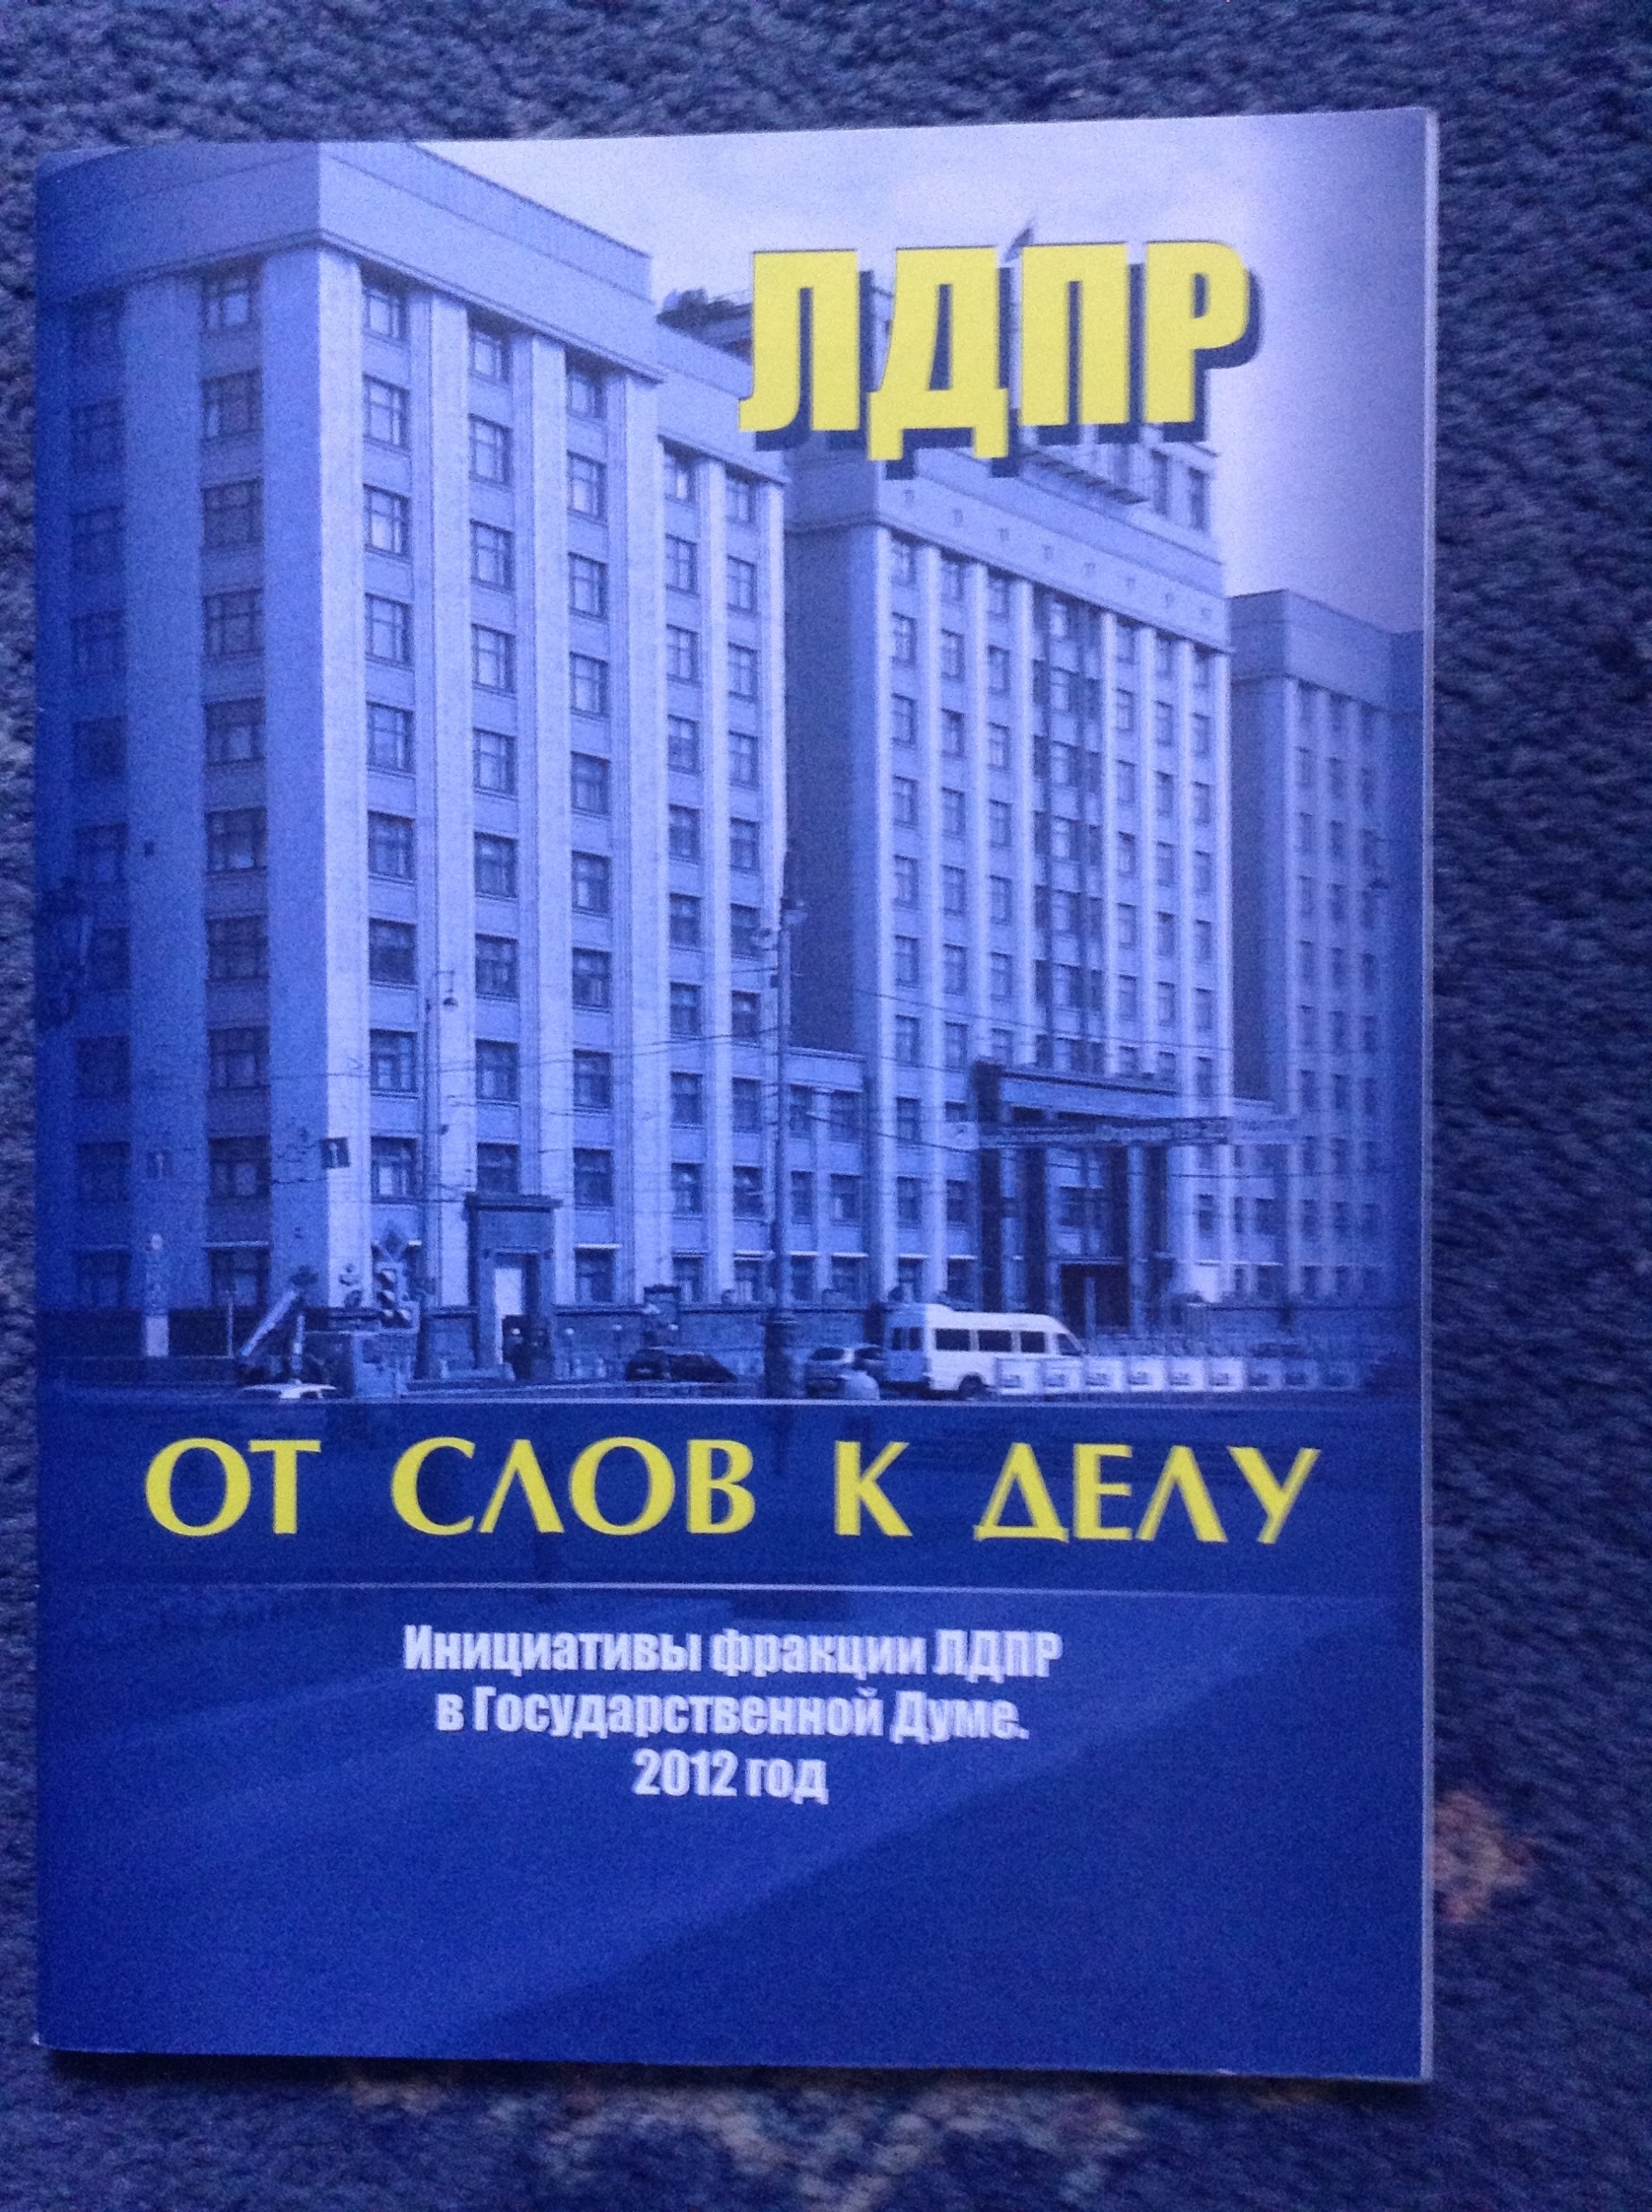 ЛДПР
ОТ СЛОВ К ДЕЛУ
Инициативы фракции ЛДПР
в Государственной Думе.
2012 год